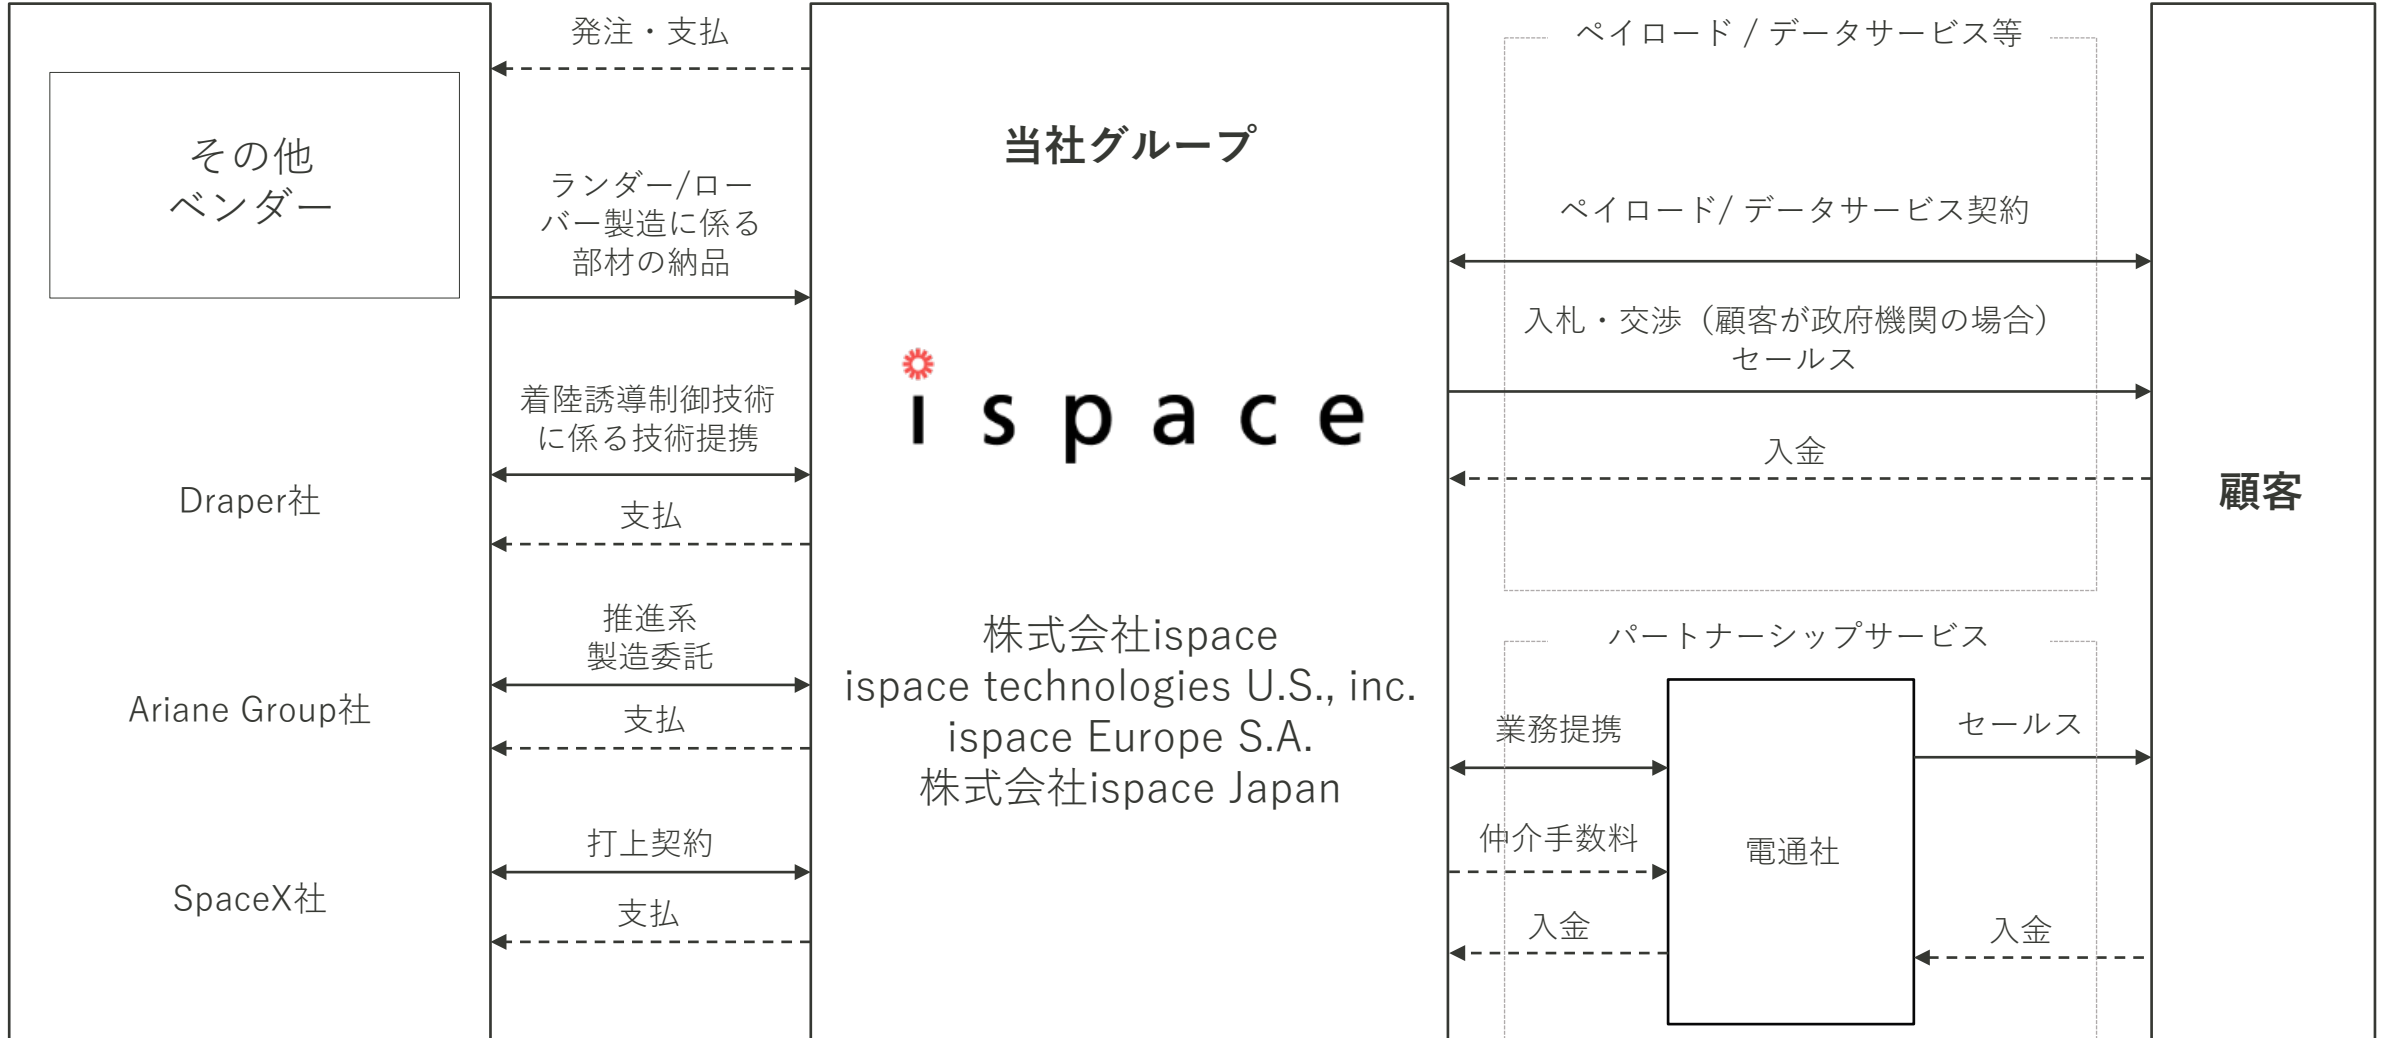 発注・支払
その他
ベンダー
ランダー/ロー
バー製造に係る
部材の納品
着陸誘導制御技術
に係る技術提携
Draper社
支払
推進系
製造委託
Ariane Group社
支払
打上契約
SpaceX社
支払
当社グループ
ispace
株式会社ispace
ispace technologies U.S., inc.
ispace Europe S.A.
株式会社ispace Japan
ペイロード / データサービス等
ペイロード/ データサービス契約
入札・交渉（顧客が政府機関の場合）
セールス
入金
パートナーシップサービス
業務提携
セールス
仲介手数料
電通社
入金
入金
顧客